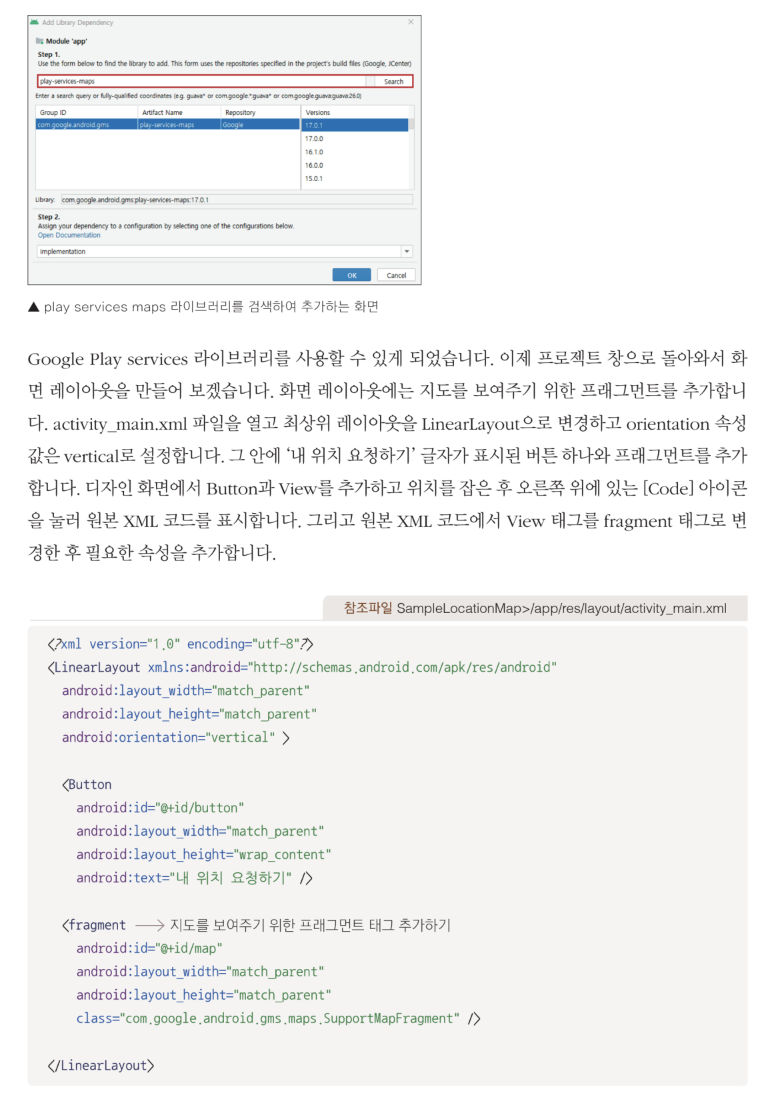 Add Library Dependency
Module 'app'
Step 1.
Use the form below to find the library to add. This form uses the repositories specified in the project's build files (Google, JCenter)
play-services-maps
Search
Enter a search query or fully-qualified coordinates (e.g. guava* or com.google.*:guava* or com.google.guava:guava:26.0)
Group ID Artifact Name Repository Versions
com.google.android.gms play-services-maps Google 17.0.1
17.0.0
16.1.0
16.0.0
15.0.1
Library: com.google.android.gms:play-services-maps:17.0.1
Step 2.
Assign your dependency to a configuration by selecting one of the configurations below.
Open Documentation
implementation
OK Cancel
▲ play services maps 라이브러리를 검색하여 추가하는 화면
Google Play services 라이브러리를 사용할 수 있게 되었습니다. 이제 프로젝트 창으로 돌아와서 화
면 레이아웃을 만들어 보겠습니다. 화면 레이아웃에는 지도를 보여주기 위한 프래그먼트를 추가합니
다. activity_main.xml 파일을 열고 최상위 레이아웃을 LinearLayout으로 변경하고 orientation 속성
값은 vertical로 설정합니다. 그 안에 ‘내 위치 요청하기’ 글자가 표시된 버튼 하나와 프래그먼트를 추가
합니다. 디자인 화면에서 Button과 View를 추가하고 위치를 잡은 후 오른쪽 위에 있는 [Code] 아이콘
을 눌러 원본 XML 코드를 표시합니다. 그리고 원본 XML 코드에서 View 태그를 fragment 태그로 변
경한 후 필요한 속성을 추가합니다.
참조파일 SampleLocationMap>/app/res/layout/activity_main.xml
<?xml version="1.0" encoding="utf-8"?>
<LinearLayout xmlns:android="http://schemas.android.com/apk/res/android"
android:layout_width="match_parent"
android:layout_height="match_parent"
android:orientation="vertical" >
<Button
android:id="@+id/button"
android:layout_width="match_parent"
android:layout_height="wrap_content"
android:text="내 위치 요청하기" />
<fragment ⟶ 지도를 보여주기 위한 프래그먼트 태그 추가하기
android:id="@+id/map"
android:layout_width="match_parent"
android:layout_height="match_parent"
class="com.google.android.gms.maps.SupportMapFragment" />
</LinearLayout>